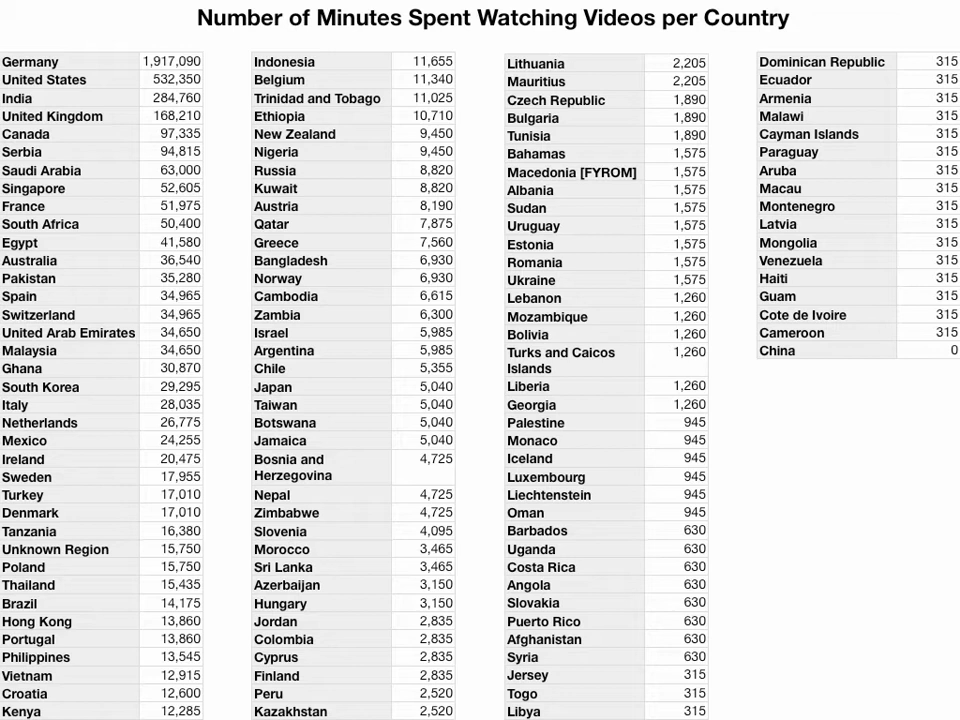 Number of Minutes Spent Watching Videos per Country
Germany 1,917,090
United States 532,350
India 284,760
United Kingdom 168,210
Canada 97,335
Serbia 94,815
Saudi Arabia 63,000
Singapore 52,605
France 51,975
South Africa 50,400
Egypt 41,580
Australia 36,540
Pakistan 35,280
Spain 34,965
Switzerland 34,965
United Arab Emirates 34,650
Malaysia 34,650
Ghana 30,870
South Korea 29,295
Italy 28,035
Netherlands 26,775
Mexico 24,255
Ireland 20,475
Sweden 17,955
Turkey 17,010
Denmark 17,010
Tanzania 16,380
Unknown Region 15,750
Poland 15,750
Thailand 15,435
Brazil 14,175
Hong Kong 13,860
Portugal 13,860
Philippines 13,545
Vietnam 12,915
Croatia 12,600
Kenya 12,285
Indonesia 11,655
Belgium 11,340
Trinidad and Tobago 11,025
Ethiopia 10,710
New Zealand 9,450
Nigeria 9,450
Russia 8,820
Kuwait 8,820
Austria 8,190
Qatar 7,875
Greece 7,560
Bangladesh 6,930
Norway 6,930
Cambodia 6,615
Zambia 6,300
Israel 5,985
Argentina 5,985
Chile 5,355
Japan 5,040
Taiwan 5,040
Botswana 5,040
Jamaica 5,040
Bosnia and 4,725
Herzegovina
Nepal 4,725
Zimbabwe 4,725
Slovenia 4,095
Morocco 3,465
Sri Lanka 3,465
Azerbaijan 3,150
Hungary 3,150
Jordan 2,835
Colombia 2,835
Cyprus 2,835
Finland 2,835
Peru 2,520
Kazakhstan 2,520
Lithuania 2,205
Mauritius 2,205
Czech Republic 1,890
Bulgaria 1,890
Tunisia 1,890
Bahamas 1,575
Macedonia [FYROM] 1,575
Albania 1,575
Sudan 1,575
Uruguay 1,575
Estonia 1,575
Romania 1,575
Ukraine 1,575
Lebanon 1,260
Mozambique 1,260
Bolivia 1,260
Turks and Caicos 1,260
Islands
Liberia 1,260
Georgia 1,260
Palestine 945
Monaco 945
Iceland 945
Luxembourg 945
Liechtenstein 945
Oman 945
Barbados 630
Uganda 630
Costa Rica 630
Angola 630
Slovakia 630
Puerto Rico 630
Afghanistan 630
Syria 630
Jersey 315
Togo 315
Libya 315
Dominican Republic 315
Ecuador 315
Armenia 315
Malawi 315
Cayman Islands 315
Paraguay 315
Aruba 315
Macau 315
Montenegro 315
Latvia 315
Mongolia 315
Venezuela 315
Haiti 315
Guam 315
Cote de Ivoire 315
Cameroon 315
China 0